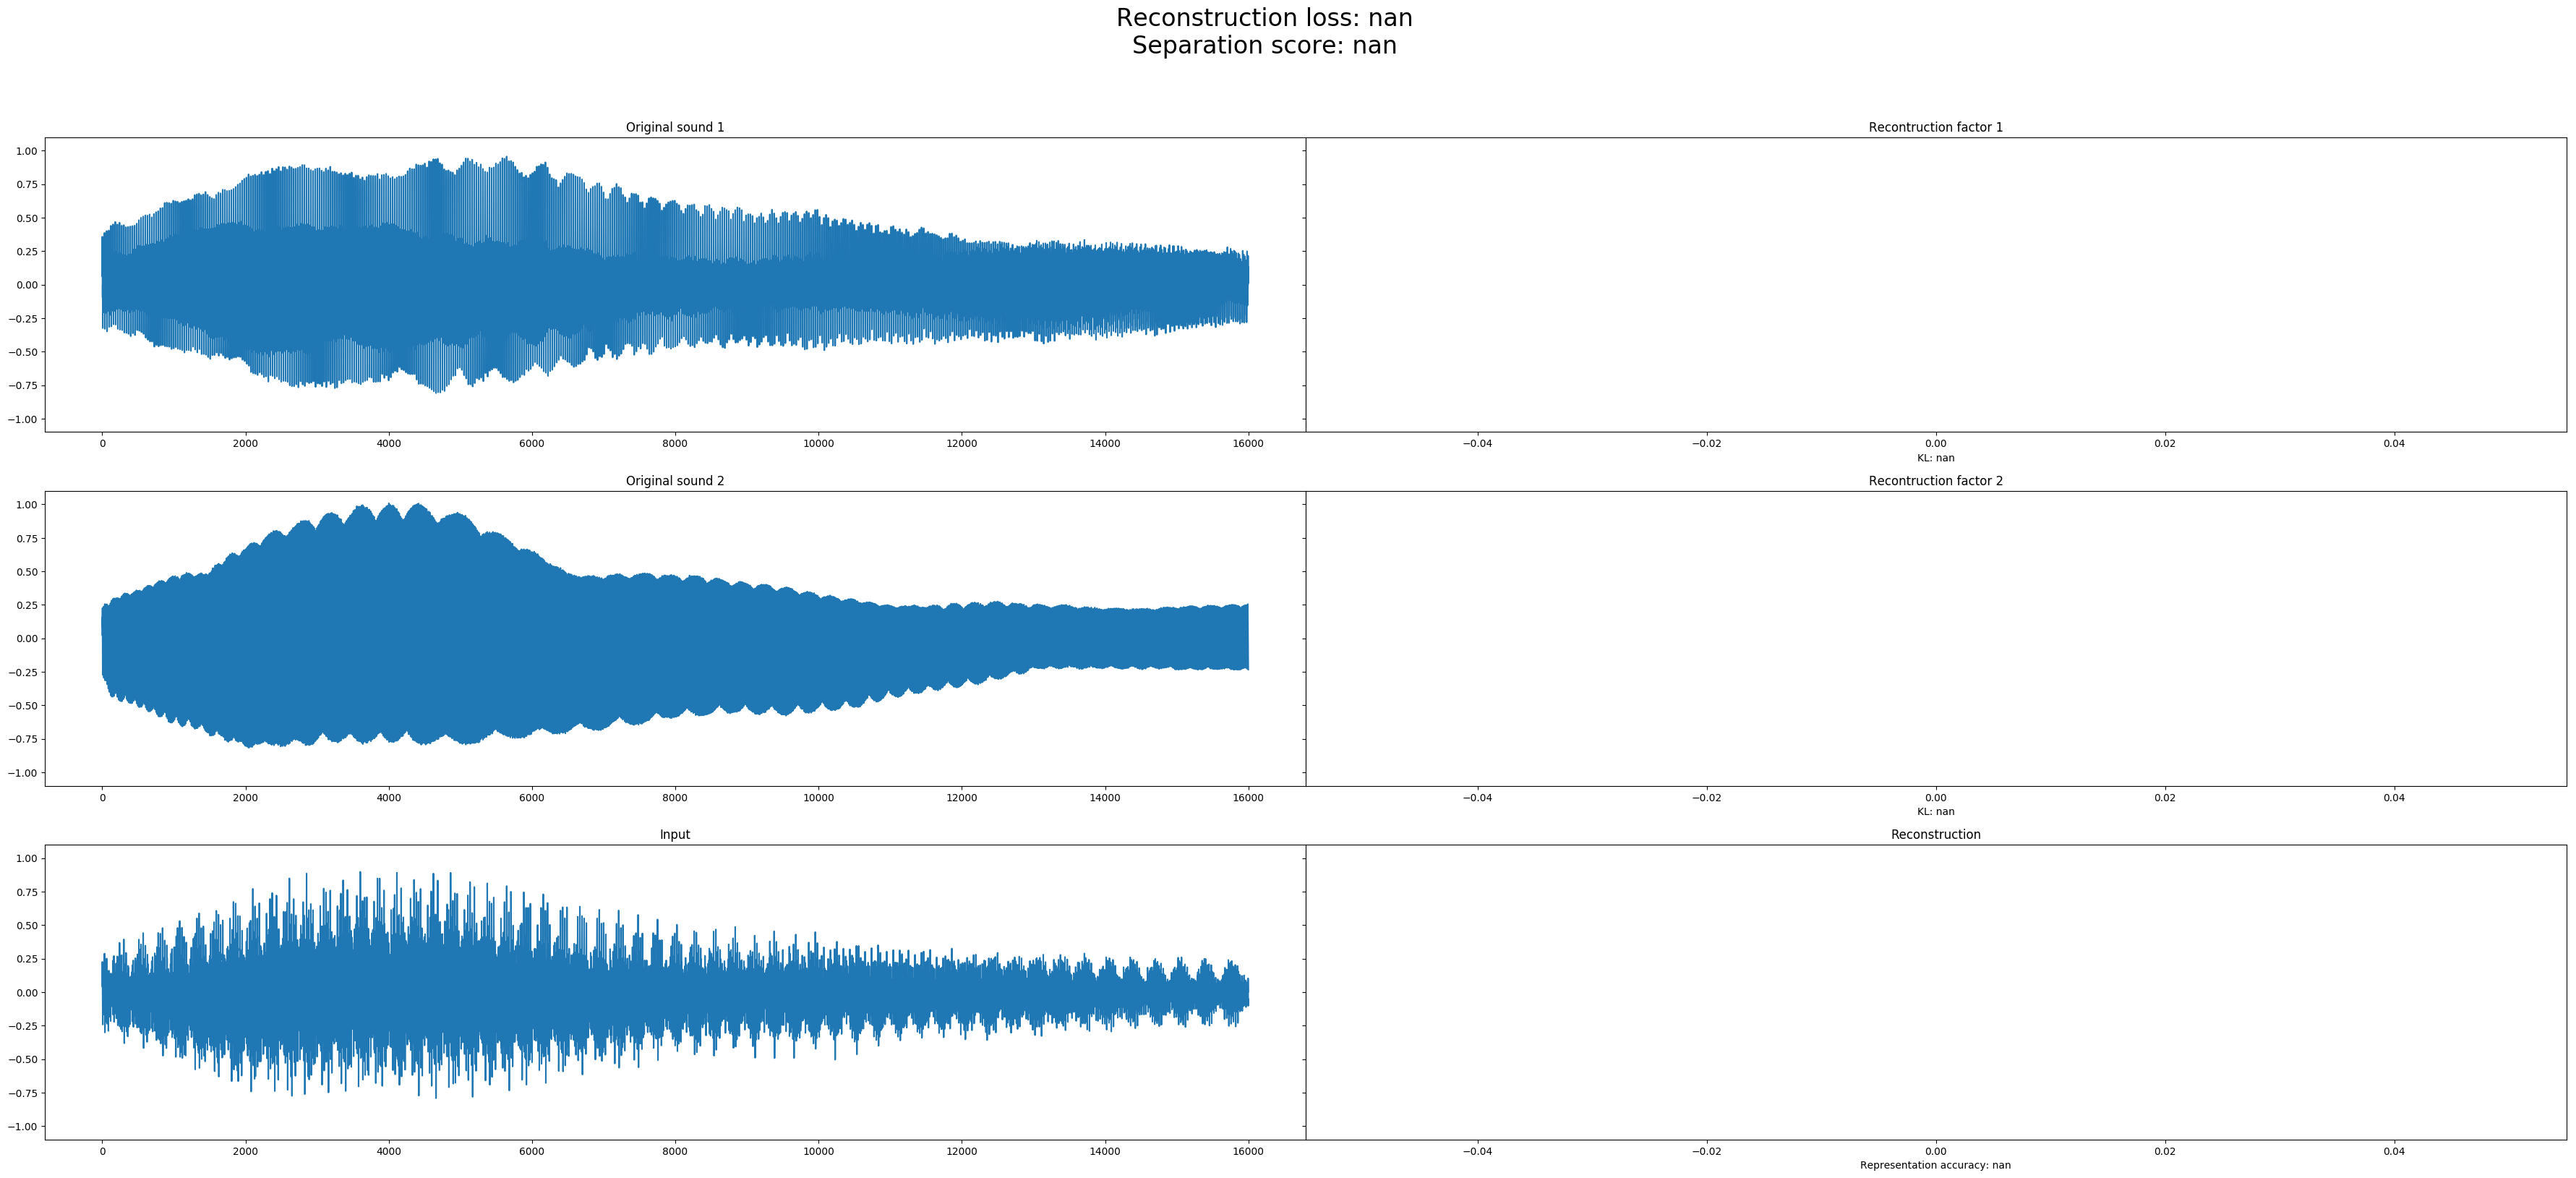 Reconstruction loss: nan
Separation score: nan
Original sound 1
Recontruction factor 1
1.00
0.75
0.50
0.25
0.00
−0.25
−0.50
−0.75
−1.00
0 2000 4000 6000 8000 10000 12000 14000 16000
−0.04 −0.02 0.00 0.02 0.04
KL: nan
Original sound 2
Recontruction factor 2
1.00
0.75
0.50
0.25
0.00
−0.25
−0.50
−0.75
−1.00
0 2000 4000 6000 8000 10000 12000 14000 16000
−0.04 −0.02 0.00 0.02 0.04
KL: nan
Input
Reconstruction
1.00
0.75
0.50
0.25
0.00
−0.25
−0.50
−0.75
−1.00
0 2000 4000 6000 8000 10000 12000 14000 16000
−0.04 −0.02 0.00 0.02 0.04
Representation accuracy: nan